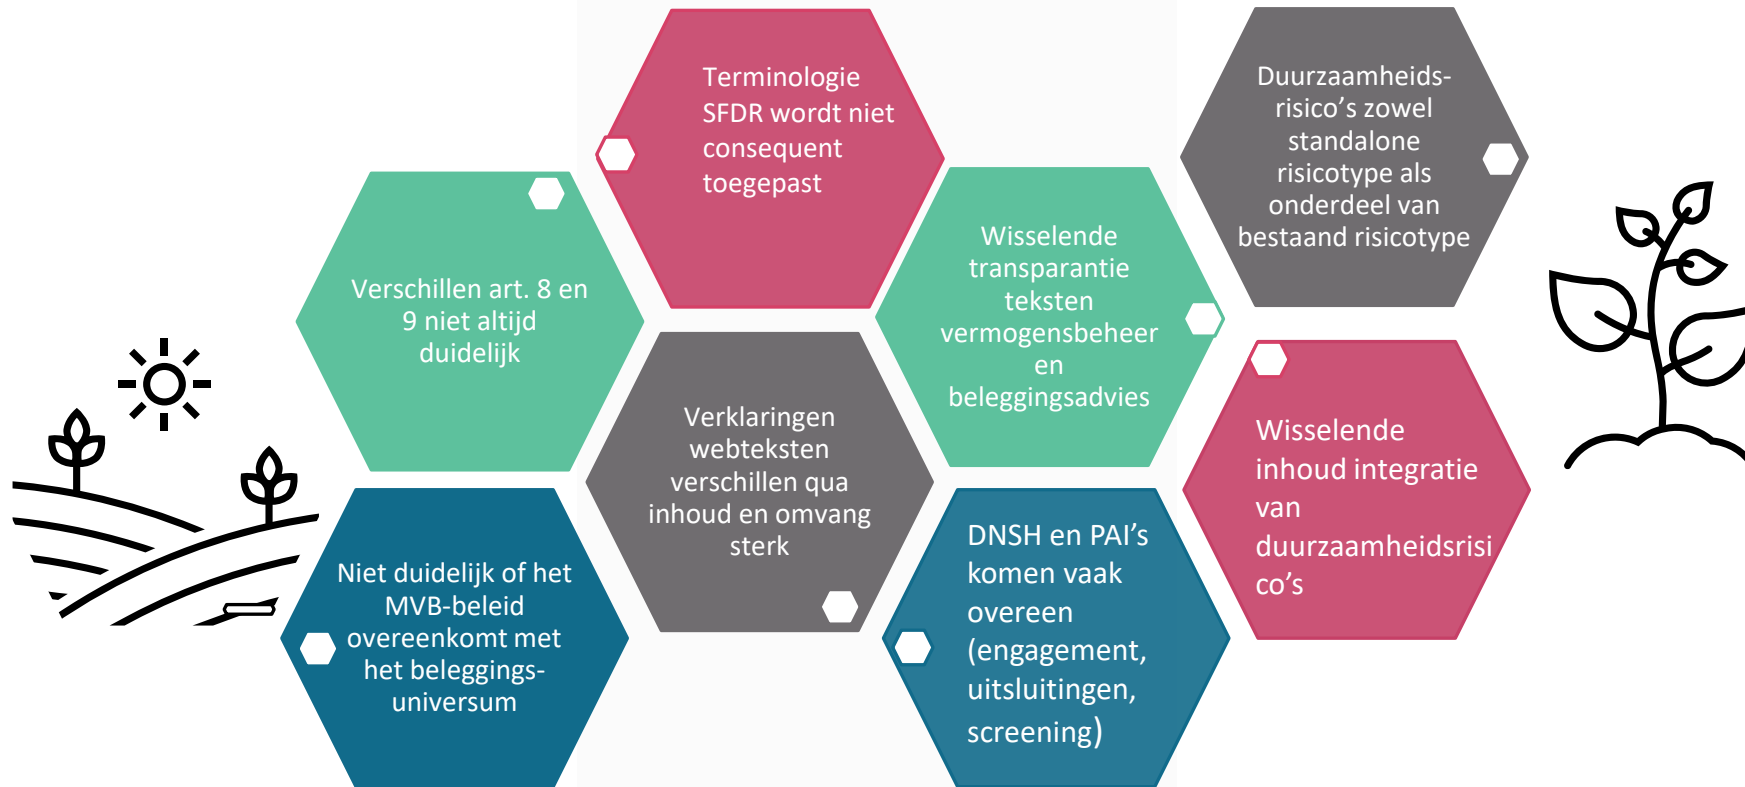 Terminologie
SFDR wordt niet
consequent
toegepast
Duurzaamheids-
risico’s zowel
standalone
risicotype als
onderdeel van
bestaand risicotype
Verschillen art. 8 en
9 niet altijd
duidelijk
Wisselende
transparantie
teksten
vermogensbeheer
en
beleggingsadvies
Verklaringen
webteksten
verschillen qua
inhoud en omvang
sterk
Wisselende
inhoud integratie
van
duurzaamheidsrisi
co’s
Niet duidelijk of het
MVB-beleid
overeenkomt met
het beleggings-
universum
DNSH en PAI’s
komen vaak
overeen
(engagement,
uitsluitingen,
screening)